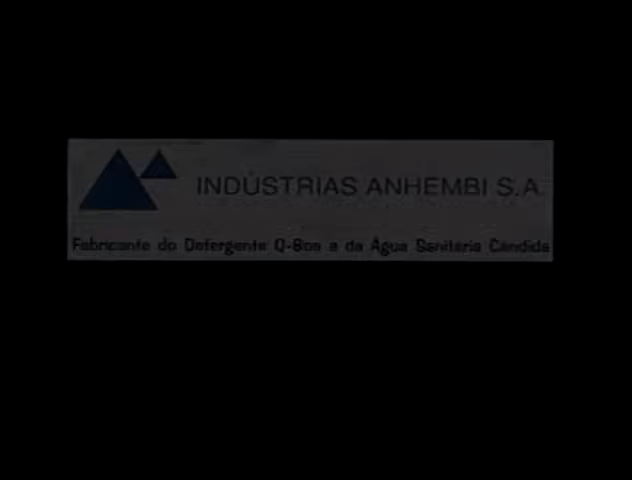 INDÚSTRIAS ANHEMBI S.A
Fabricante do Detergente Q-Boa e da Água Sanitária Cândida